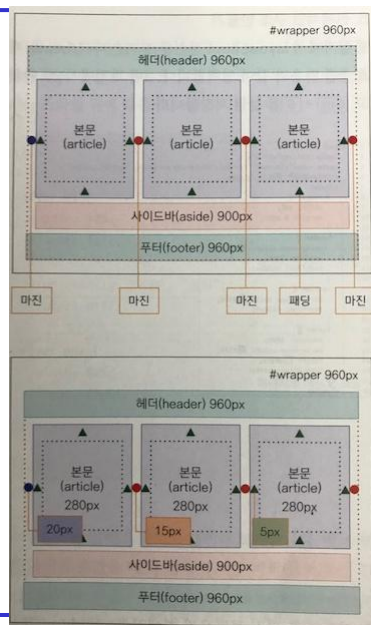 #wrapper 960px
헤더(header) 960px
본문
(article)
본문
(article)
본문
(article)
사이드바(aside) 900px
푸터(footer) 960px
마진
마진
마진
패딩
마진
#wrapper 960px
헤더(header) 960px
본문
(article)
280px
본문
(article)
280px
본문
(article)
280px
20px
15px
5px
사이드바(aside) 900px
푸터(footer) 960px